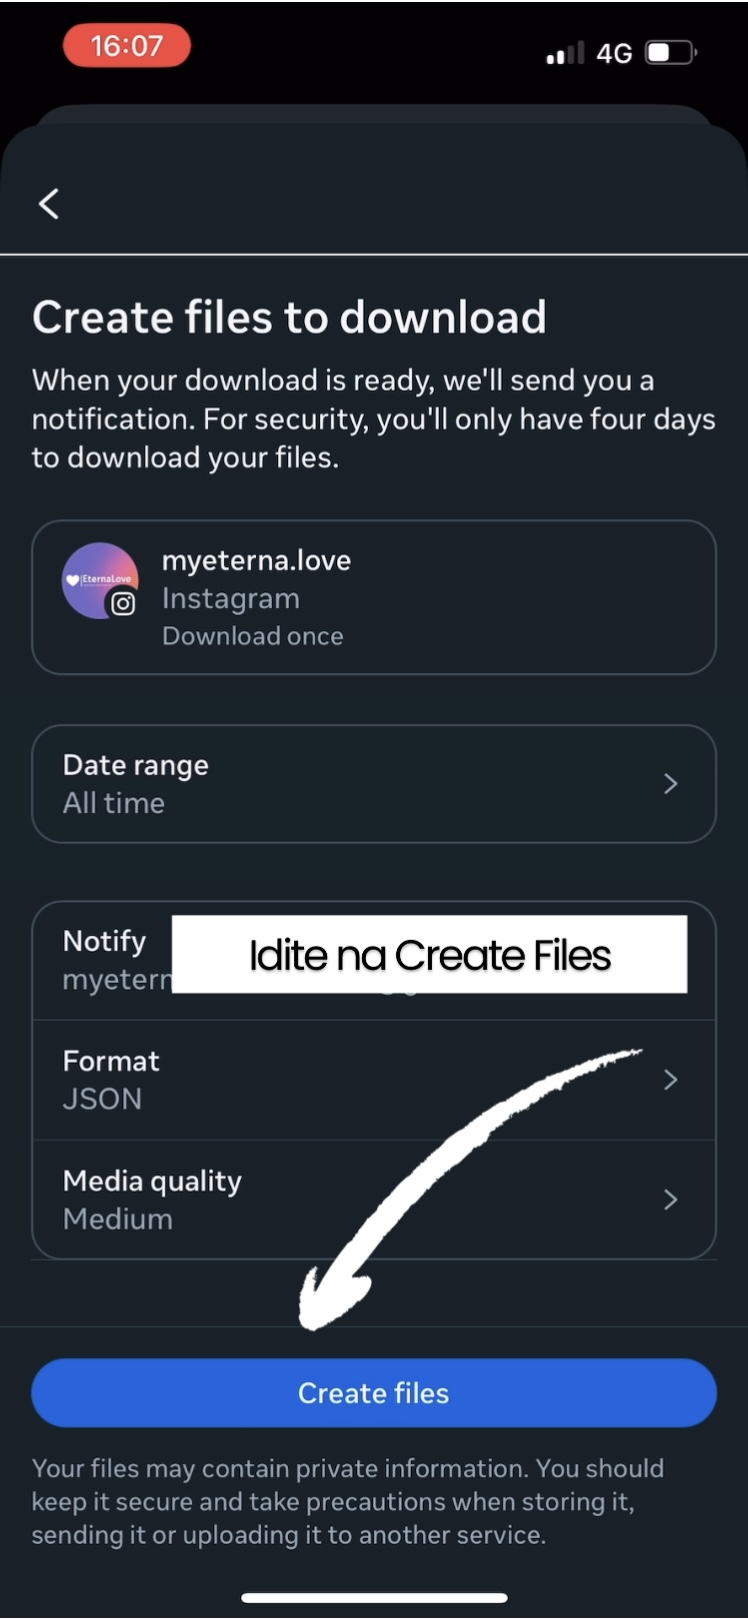 16:07
4G
Create files to download
When your download is ready, we'll send you a
notification. For security, you'll only have four days
to download your files.
EternaLove
myeterna.love
Instagram
Download once
Date range
All time
Notify
Idite na Create Files
myetern
Format
JSON
Media quality
Medium
Create files
Your files may contain private information. You should
keep it secure and take precautions when storing it,
sending it or uploading it to another service.